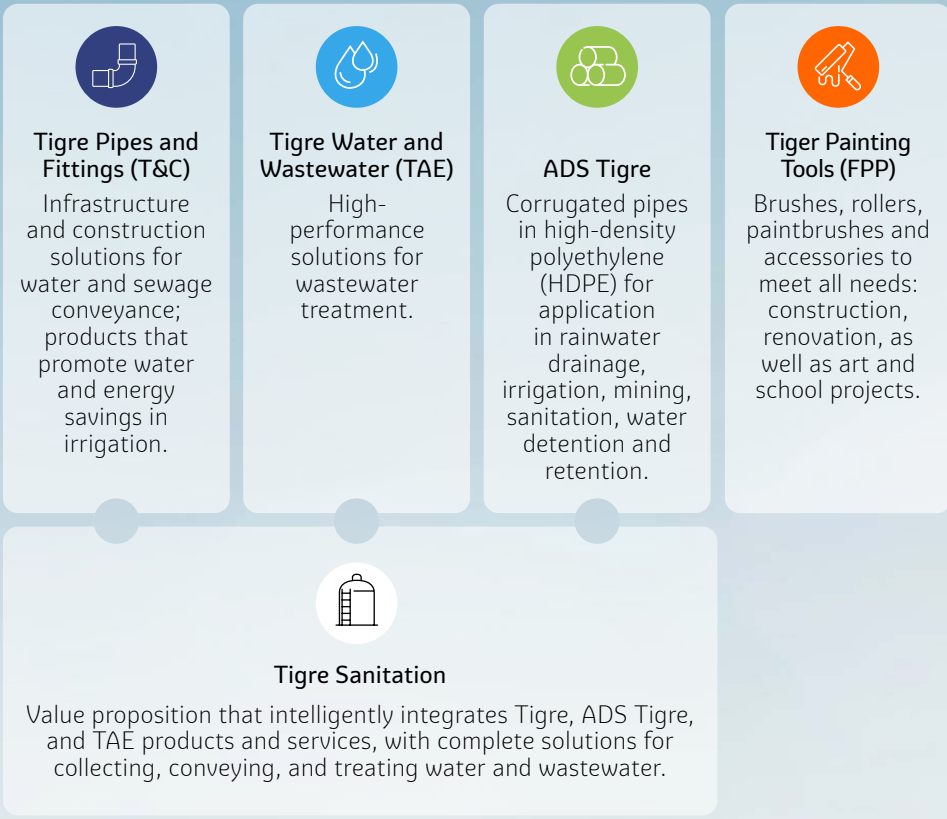 Tigre Pipes and
Fittings (T&C)
Infrastructure
and construction
solutions for
water and sewage
conveyance;
products that
promote water
and energy
savings in
irrigation.
Tigre Water and
Wastewater (TAE)
High-
performance
solutions for
wastewater
treatment.
ADS Tigre
Corrugated pipes
in high-density
polyethylene
(HDPE) for
application
in rainwater
drainage,
irrigation, mining,
sanitation, water
detention and
retention.
Tiger Painting
Tools (FPP)
Brushes, rollers,
paintbrushes and
accessories to
meet all needs:
construction,
renovation, as
well as art and
school projects.
Tigre Sanitation
Value proposition that intelligently integrates Tigre, ADS Tigre,
and TAE products and services, with complete solutions for
collecting, conveying, and treating water and wastewater.